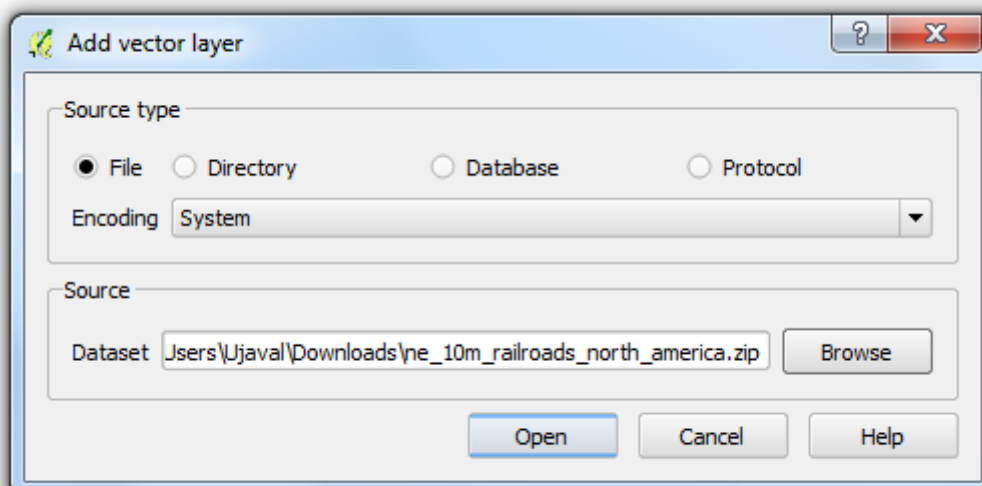 Add vector layer
Source type
File Directory Database Protocol
Encoding System
Source
Dataset Jsers\Ujaval\Downloads\ne_10m_railroads_north_america.zip Browse
Open Cancel Help